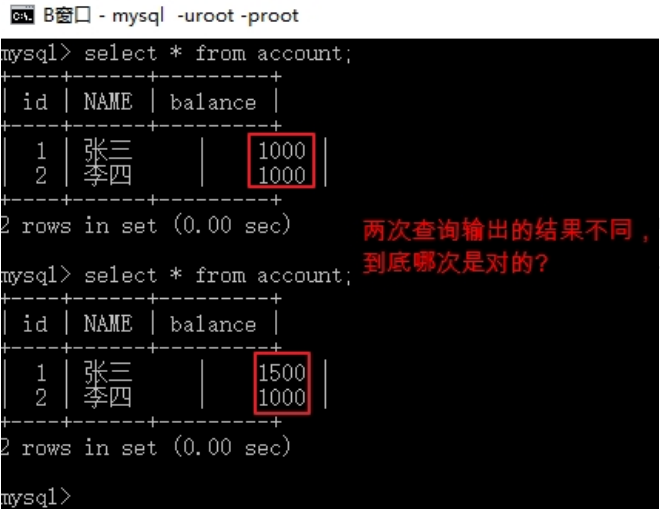 B窗口 - mysql -uroot -proot
mysql> select * from account;
+----+------+---------+
| id | NAME | balance |
+----+------+---------+
| 1 | 张三 | 1000 |
| 2 | 李四 | 1000 |
+----+------+---------+
2 rows in set (0.00 sec)
两次查询输出的结果不同，
到底哪次是对的?
mysql> select * from account;
+----+------+---------+
| id | NAME | balance |
+----+------+---------+
| 1 | 张三 | 1500 |
| 2 | 李四 | 1000 |
+----+------+---------+
2 rows in set (0.00 sec)
mysql>